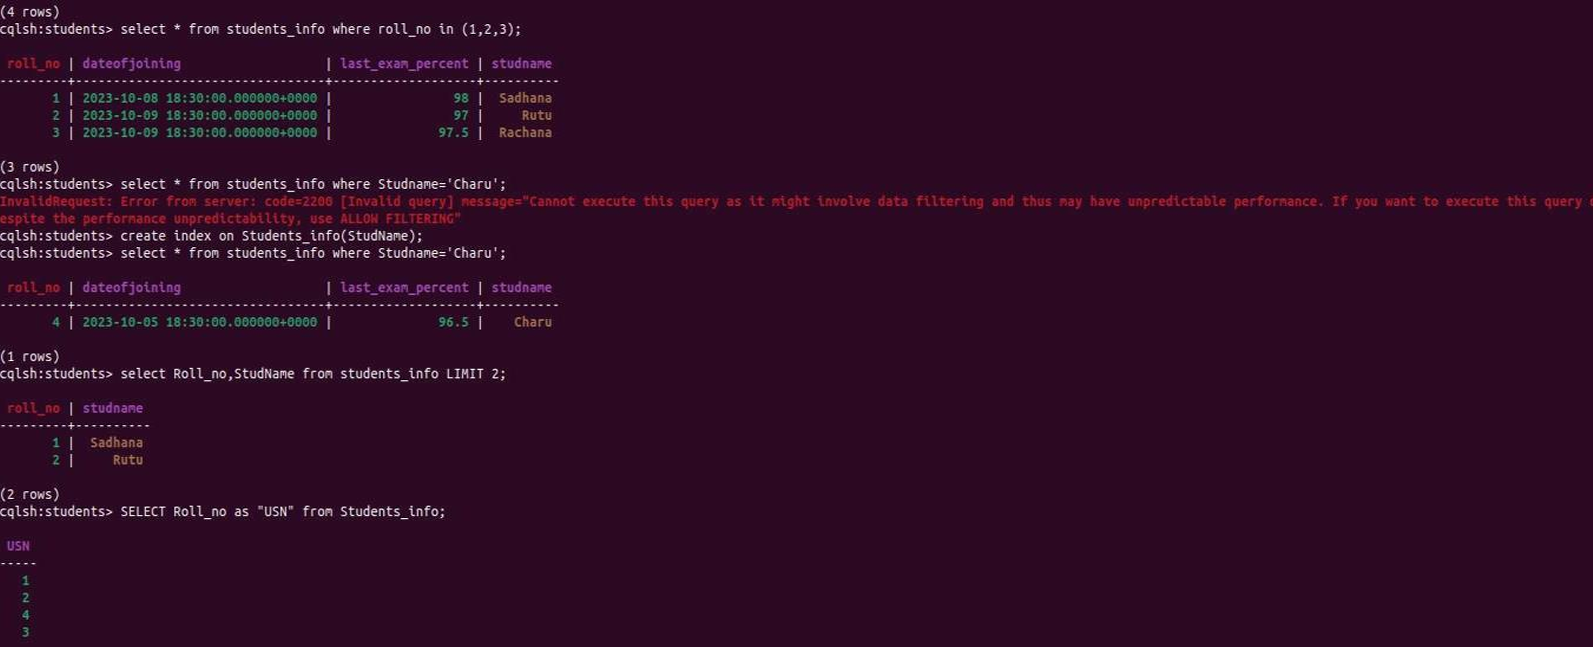 (4 rows)
cqlsh:students> select * from students_info where roll_no in (1,2,3);
roll_no | dateofjoining | last_exam_percent | studname
---------+---------------------------------+-------------------+----------
1 | 2023-10-08 18:30:00.000000+0000 | 98 | Sadhana
2 | 2023-10-09 18:30:00.000000+0000 | 97 | Rutu
3 | 2023-10-09 18:30:00.000000+0000 | 97.5 | Rachana
(3 rows)
cqlsh:students> select * from students_info where Studname='Charu';
InvalidRequest: Error from server: code=2200 [Invalid query] message="Cannot execute this query as it might involve data filtering and thus may have unpredictable performance. If you want to execute this query d
espite the performance unpredictability, use ALLOW FILTERING"
cqlsh:students> create index on Students_info(StudName);
cqlsh:students> select * from students_info where Studname='Charu';
roll_no | dateofjoining | last_exam_percent | studname
---------+---------------------------------+-------------------+----------
4 | 2023-10-05 18:30:00.000000+0000 | 96.5 | Charu
(1 rows)
cqlsh:students> select Roll_no,StudName from students_info LIMIT 2;
roll_no | studname
---------+----------
1 | Sadhana
2 | Rutu
(2 rows)
cqlsh:students> SELECT Roll_no as "USN" from Students_info;
USN
-----
1
2
4
3